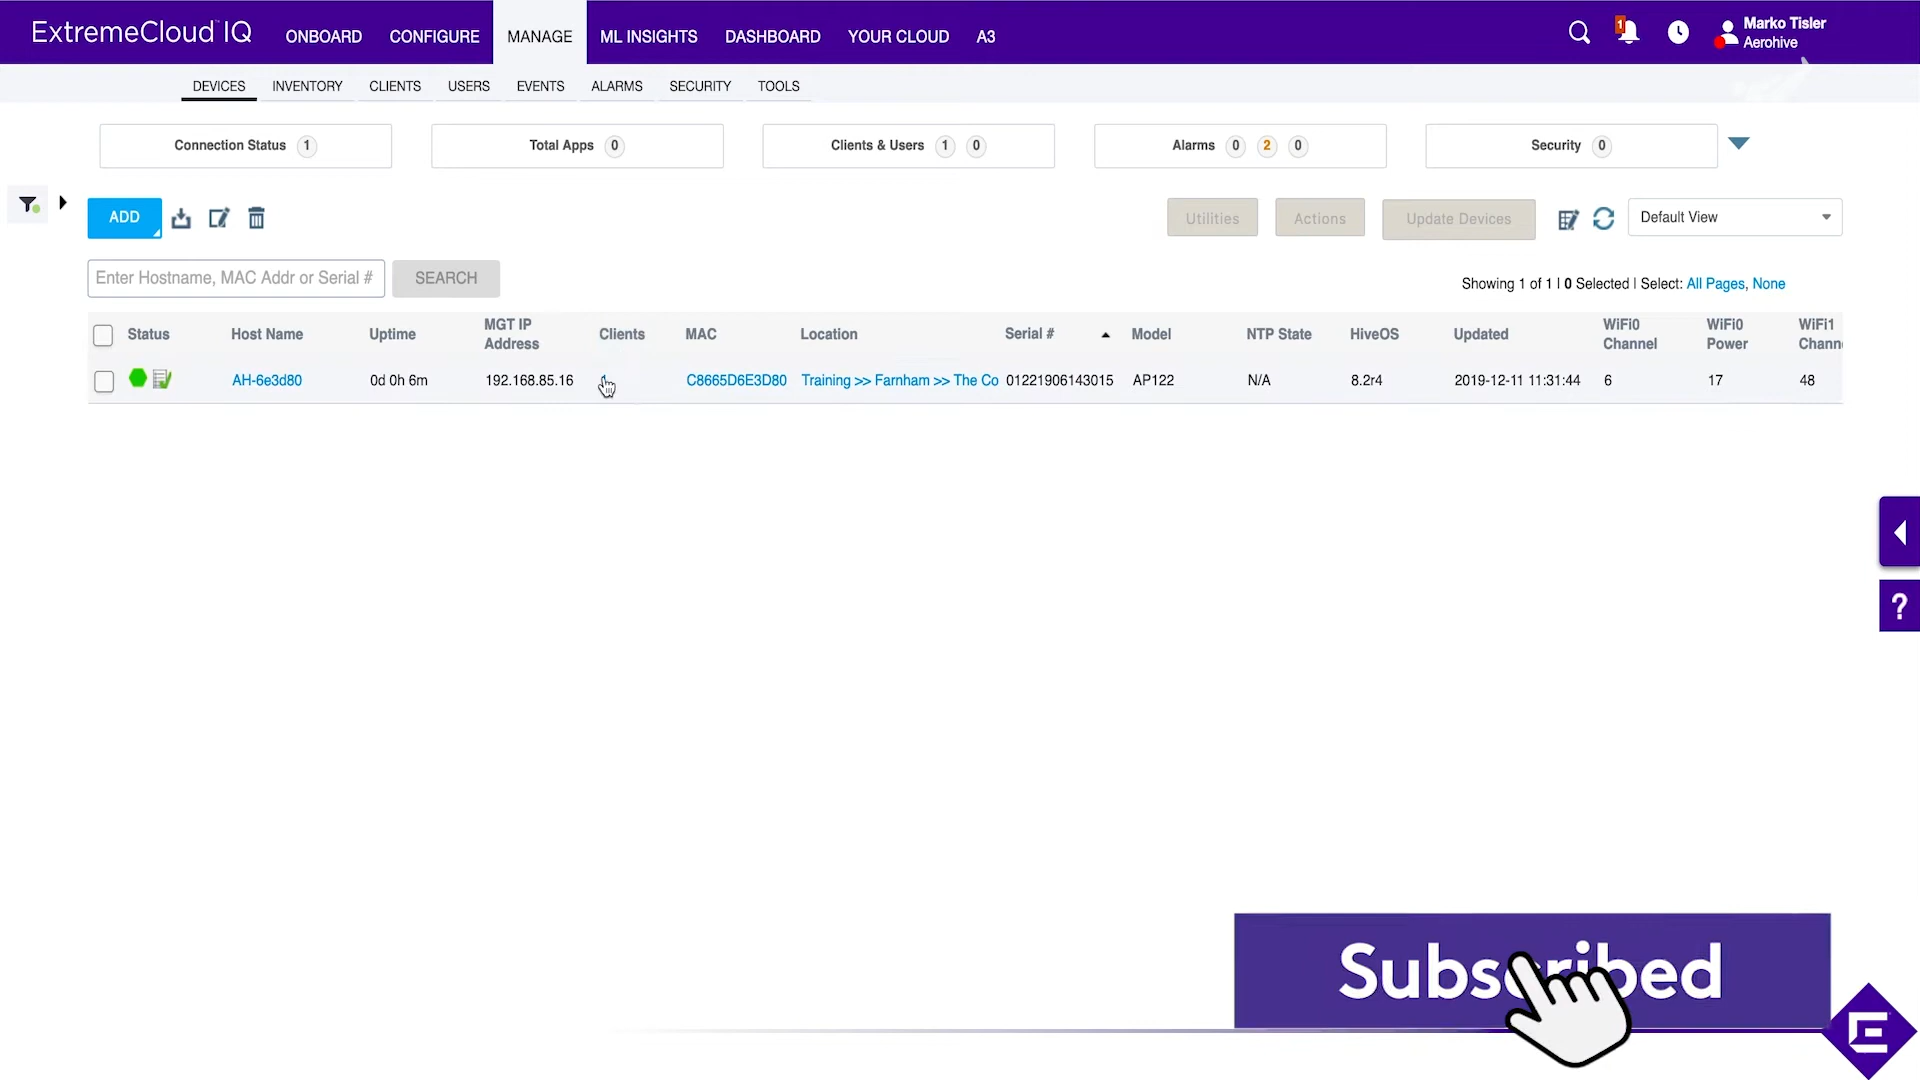 ExtremeCloud™ IQ ONBOARD CONFIGURE MANAGE ML INSIGHTS DASHBOARD YOUR CLOUD A3 1 Marko Tisler
Aerohive
DEVICES INVENTORY CLIENTS USERS EVENTS ALARMS SECURITY TOOLS
Connection Status 1 Total Apps 0 Clients & Users 1 0 Alarms 0 2 0 Security 0
ADD Utilities Actions Update Devices Default View
Enter Hostname, MAC Addr or Serial # SEARCH
Showing 1 of 1 | 0 Selected | Select: All Pages, None
Status Host Name Uptime MGT IP Address Clients MAC Location Serial # Model NTP State HiveOS Updated WiFi0 Channel WiFi0 Power WiFi1 Chann
AH-6e3d80 0d 0h 6m 192.168.85.16 C8665D6E3D80 Training >> Farnham >> The Co 01221906143015 AP122 N/A 8.2r4 2019-12-11 11:31:44 6 17 48
?
Subscribed
E